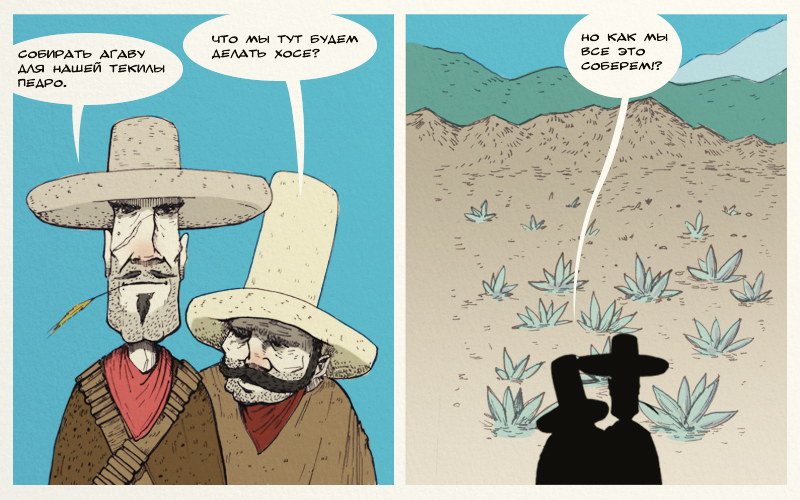 ЧТО МЫ ТУТ БУДЕМ
ДЕЛАТЬ ХОСЕ?
СОБИРАТЬ АГАВУ
ДЛЯ НАШЕЙ ТЕКИЛЫ
ПЕДРО.
НО КАК МЫ
ВСЕ ЭТО
СОБЕРЕМ!?